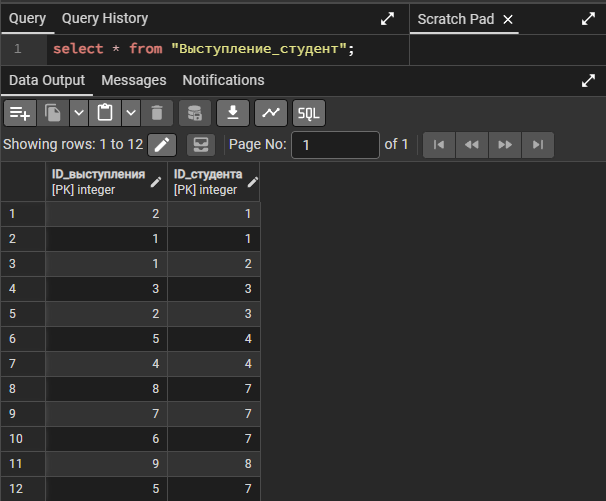 Query Query History Scratch Pad
1 select * from "Выступление_студент";
Data Output Messages Notifications
SQL
Showing rows: 1 to 12 Page No: 1 of 1
ID_выступления ID_студента
[PK] integer [PK] integer
1 2 1
2 1 1
3 1 2
4 3 3
5 2 3
6 5 4
7 4 4
8 8 7
9 7 7
10 6 7
11 9 8
12 5 7